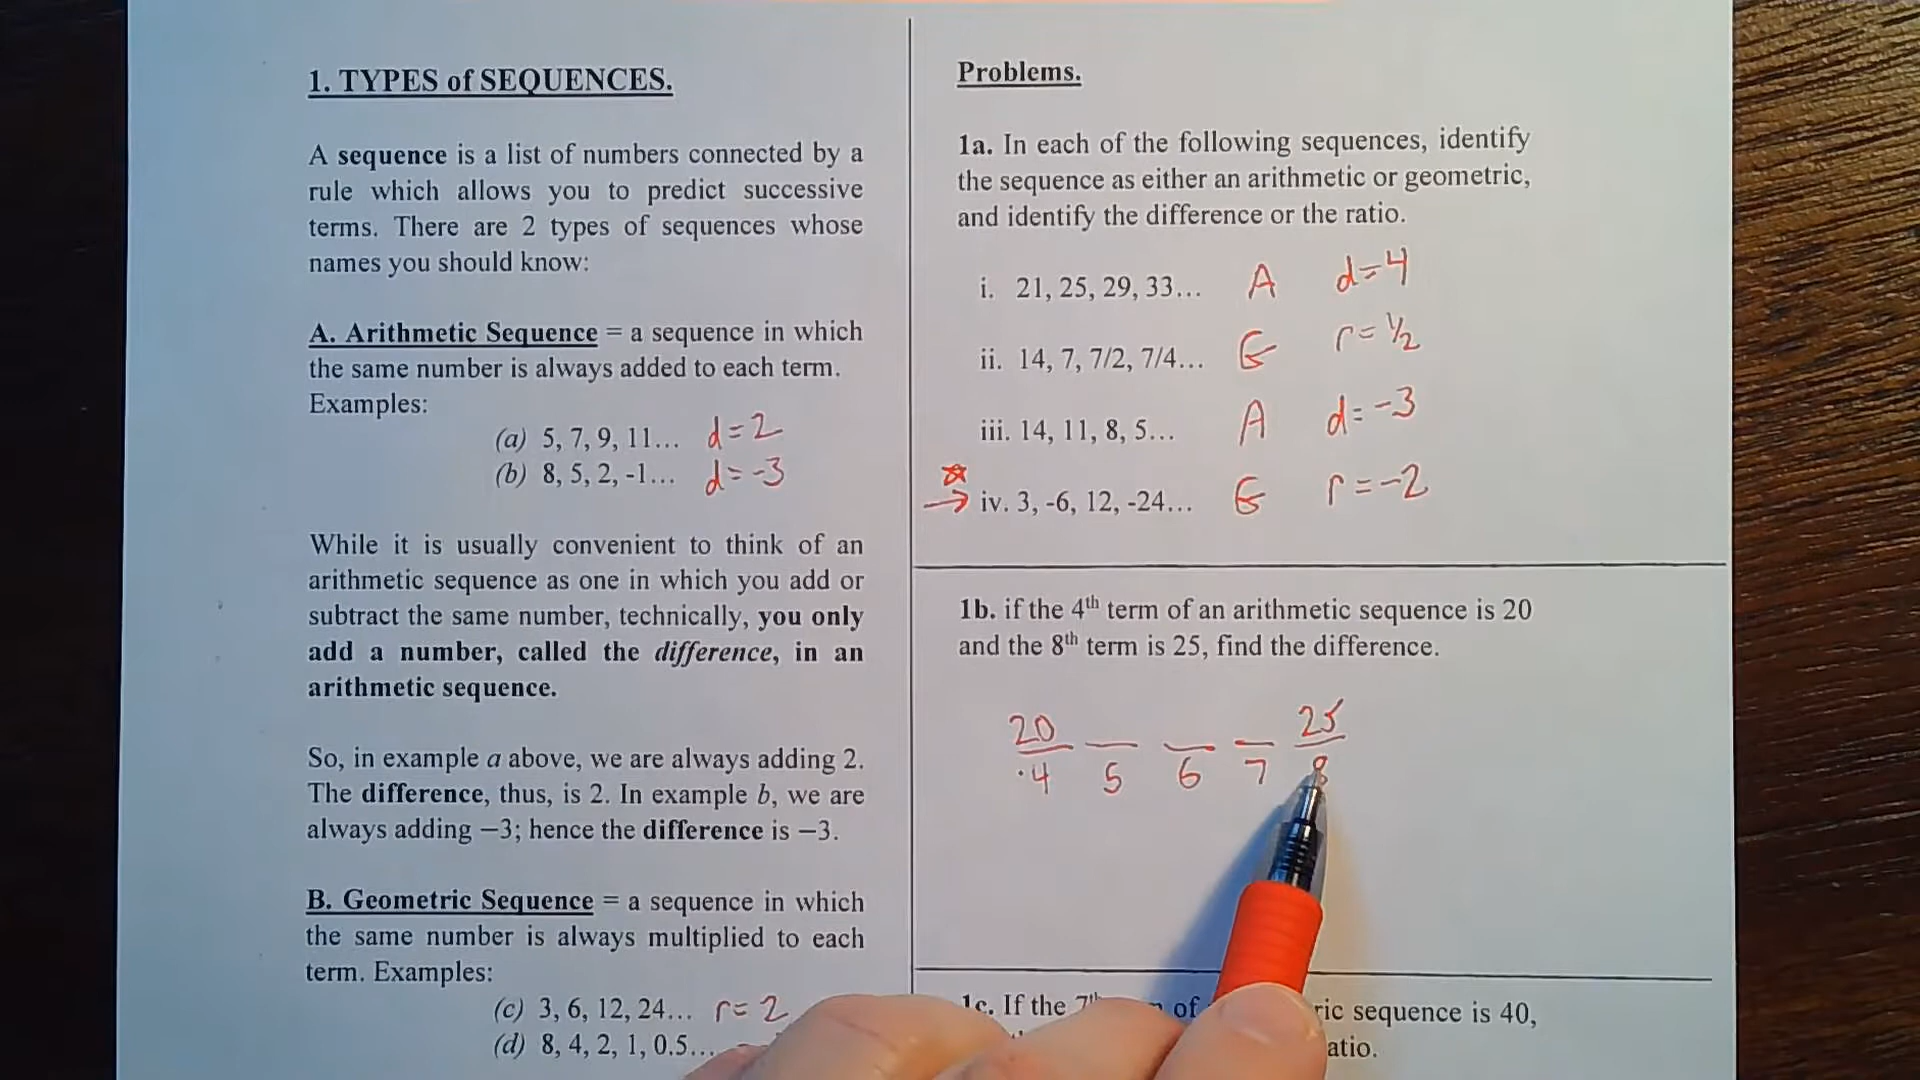 1. TYPES of SEQUENCES.
A sequence is a list of numbers connected by a
rule which allows you to predict successive
terms. There are 2 types of sequences whose
names you should know:
A. Arithmetic Sequence = a sequence in which
the same number is always added to each term.
Examples:
(a) 5, 7, 9, 11... d=2
(b) 8, 5, 2, -1... d=-3
While it is usually convenient to think of an
arithmetic sequence as one in which you add or
subtract the same number, technically, you only
add a number, called the difference, in an
arithmetic sequence.
So, in example a above, we are always adding 2.
The difference, thus, is 2. In example b, we are
always adding −3; hence the difference is −3.
B. Geometric Sequence = a sequence in which
the same number is always multiplied to each
term. Examples:
(c) 3, 6, 12, 24... r=2
(d) 8, 4, 2, 1, 0.5...
Problems.
1a. In each of the following sequences, identify
the sequence as either an arithmetic or geometric,
and identify the difference or the ratio.
i. 21, 25, 29, 33... A d=4
ii. 14, 7, 7/2, 7/4... G r=1/2
iii. 14, 11, 8, 5... A d=-3
iv. 3, -6, 12, -24... G r=-2
1b. if the 4th term of an arithmetic sequence is 20
and the 8th term is 25, find the difference.
20 25
4 5 6 7 8
1c. If the 7th of sequence is 40,